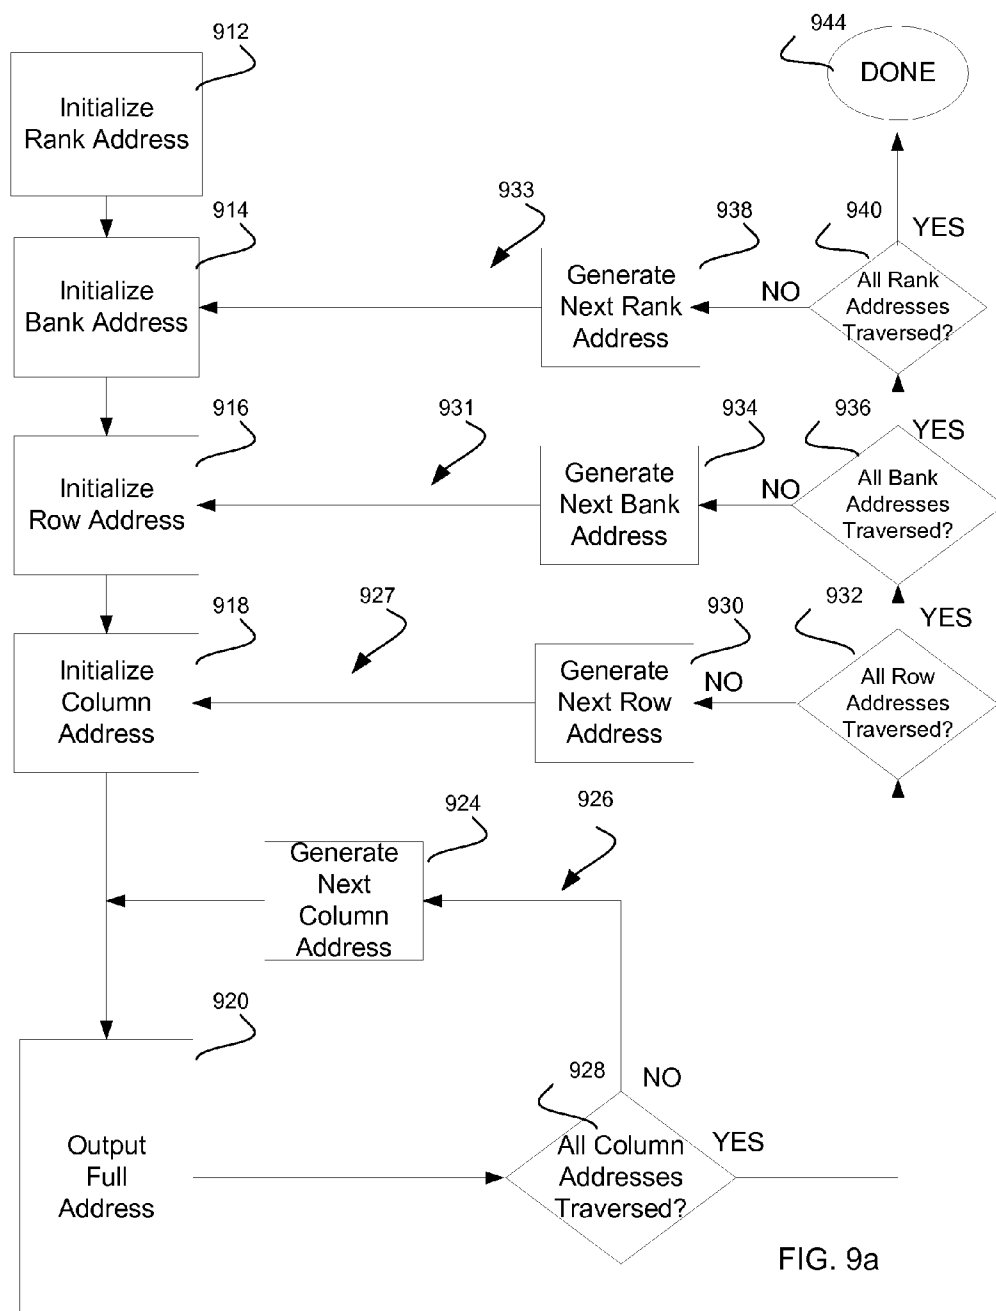 912
944
Initialize
Rank Address
DONE
914
933
938
940
YES
Initialize
Bank Address
Generate
Next Rank
Address
NO
All Rank
Addresses
Traversed?
916
931
934
936
YES
Initialize
Row Address
Generate
Next Bank
Address
NO
All Bank
Addresses
Traversed?
918
927
930
932
YES
Initialize
Column
Address
Generate
Next Row
Address
NO
All Row
Addresses
Traversed?
924
926
Generate
Next
Column
Address
920
928
NO
YES
Output
Full
Address
All Column
Addresses
Traversed?
FIG. 9a